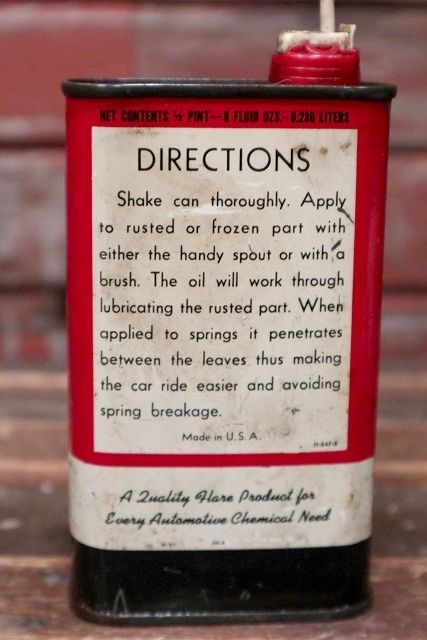 NET CONTENTS ½ PINT—8 FLUID OZS.-0.236 LITERS
DIRECTIONS
Shake can thoroughly. Apply
to rusted or frozen part with
either the handy spout or with a
brush. The oil will work through
lubricating the rusted part. When
applied to springs it penetrates
between the leaves thus making
the car ride easier and avoiding
spring breakage.
Made in U. S. A.
A Quality Flare Product for
Every Automotive Chemical Need